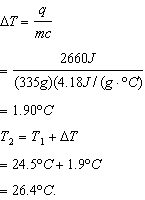 ΔT = q/mc
= 2660J/((335g)(4.18J/(g·°C))
= 1.90°C
T₂ = T₁ + ΔT
= 24.5°C + 1.9°C
= 26.4°C.